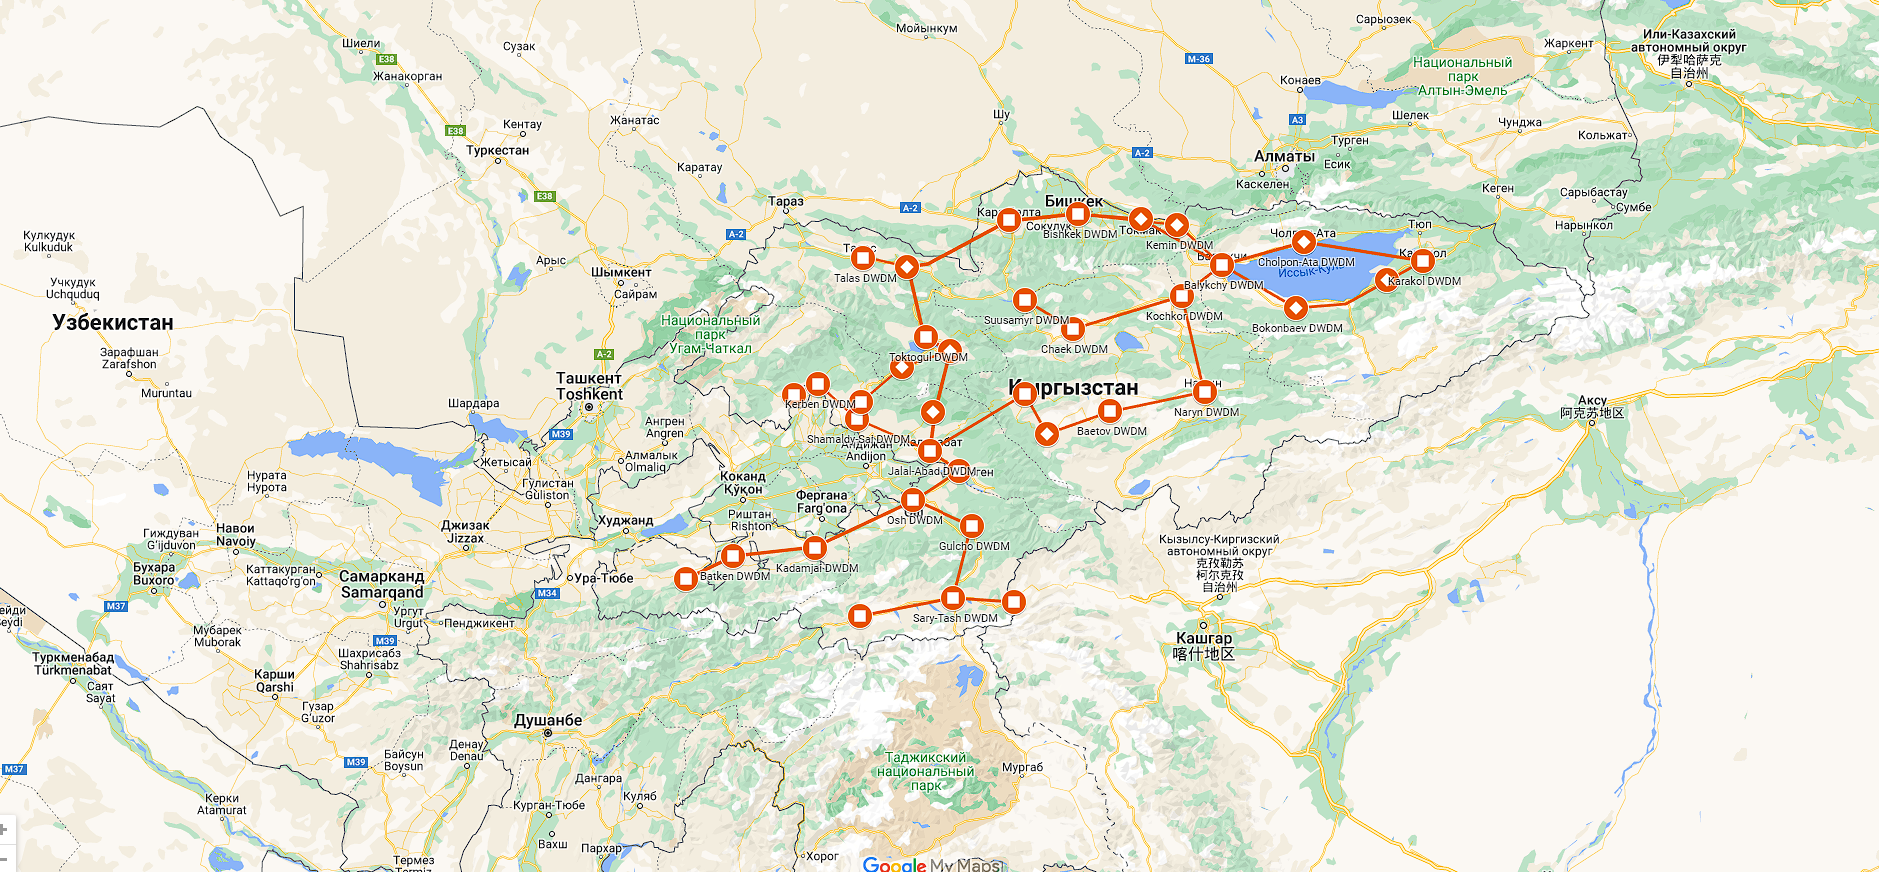 Сарыозек
Мойынкум
Или-Казахский
автономный округ
伊犁哈萨克
自治州
Шиели
Сузак
Жаркент
E38
M-36
Национальный
парк
Алтын-Эмель
Жанакорган
Конаев
Шу
Шелек
A3
Чунджа
Жанатас
Кентау
E38
Кольжат
Туркестан
Турген
A-2
Алматы
Есик
Каратау
Каскелен
Кеген
Сарыбастау
E38
Сумбе
Тараз
A-2
Бишкек
Сокулук
Bishkek DWDM
Тюп
Нарынкол
A-2
Кулкудук
Kulkuduk
Kemin DWDM
Cholpon-Ata DWDM
Арыс
Шымкент
Talas DWDM
Иссык-Куль
Karakol DWDM
Balykchy DWDM
Учкудук
Uchquduq
Сайрам
Suusamyr DWDM
Kochkor DWDM
Узбекистан
Национальный
парк
Угам-Чаткал
Bokonbaev DWDM
Зарафшан
Zarafshon
A-2
Chaek DWDM
Toktogul DWDM
Muruntau
Ташкент
Toshkent
Кыргызстан
Kerben DWDM
Шардара
Аксу
阿克苏地区
Naryn DWDM
Ангрен
Angren
M39
Baetov DWDM
Shamaldy-Sai DWDM
Андижан
Andijon
Алмалык
Olmaliq
Жетысай
Jalal-Abad DWDM
Нурата
Нурота
Гулистан
Guliston
Коканд
Қўқон
Фергана
Farg'ona
Риштан
Rishton
Osh DWDM
Худжанд
Навои
Navoiy
Джизак
Jizzax
Гиждуван
G'ijduvon
Gulcho DWDM
Кызылсу-Киргизский
автономный округ
克孜勒苏
柯尔克孜
自治州
Бухара
Buxoro
Каттакурган
Kattaqo'rg'on
Самарканд
Samarqand
Ура-Тюбе
Batken DWDM
Kadamjai DWDM
M34
M37
Ургут
Urgut
Пенджикент
Sary-Tash DWDM
Мубарек
Muborak
M39
Кашгар
喀什地区
Туркменабад
Türkmenabat
Шахрисабз
Shahrisabz
Карши
Qarshi
Саят
Sayat
Гузар
G'uzor
Душанбе
Денау
Denau
Байсун
Boysun
M39
M37
Таджикский
национальный
парк
Мургаб
Дангара
Куляб
Керки
Atamurat
Курган-Тюбе
Вахш
Пархар
Хорог
Термез
Termiz
Google My Maps